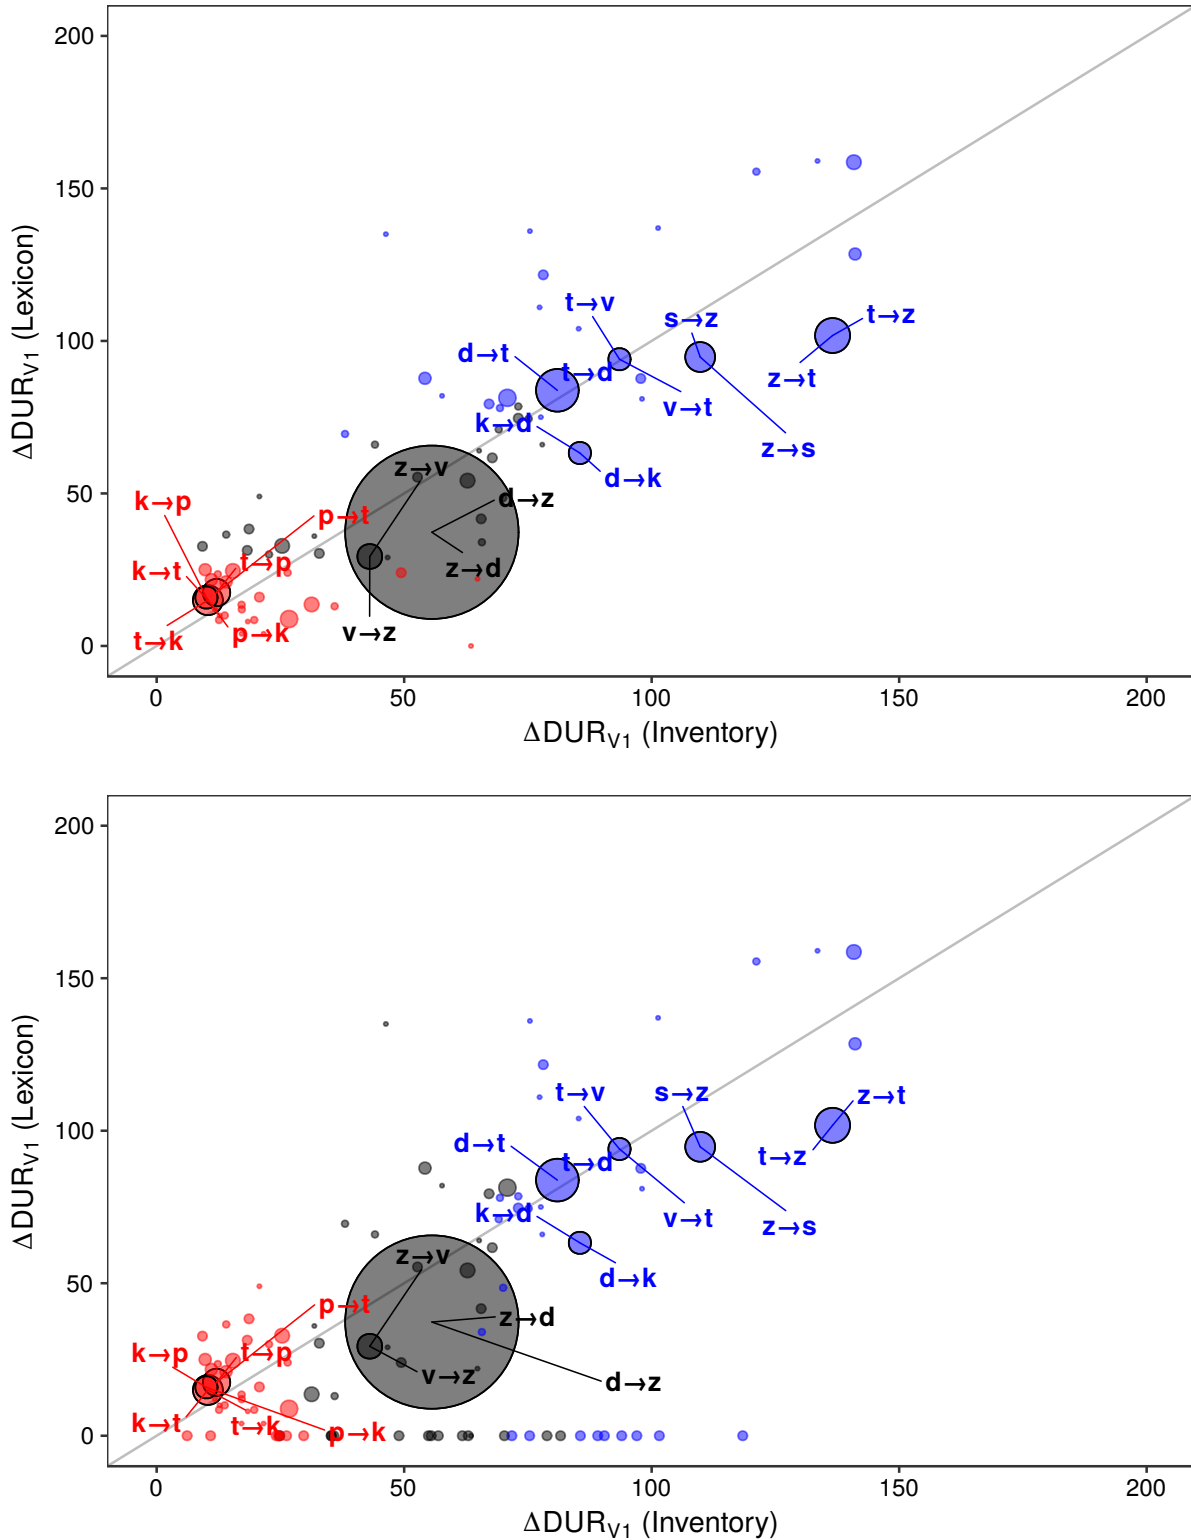 200
150
100
50
0
ΔDUR_V1 (Lexicon)
t→v
s→z
t→z
d→t
t→d
z→t
v→t
k→d
z→s
z→v
d→k
k→p
d→z
p→t
k→t
t→p
z→d
t→k
p→k
v→z
0 50 100 150 200
ΔDUR_V1 (Inventory)
200
150
100
50
0
ΔDUR_V1 (Lexicon)
t→v
s→z
z→t
d→t
t→d
t→z
k→d
v→t
z→s
z→v
d→k
p→t
z→d
k→p
t→p
v→z
d→z
k→t
t→k
p→k
0 50 100 150 200
ΔDUR_V1 (Inventory)